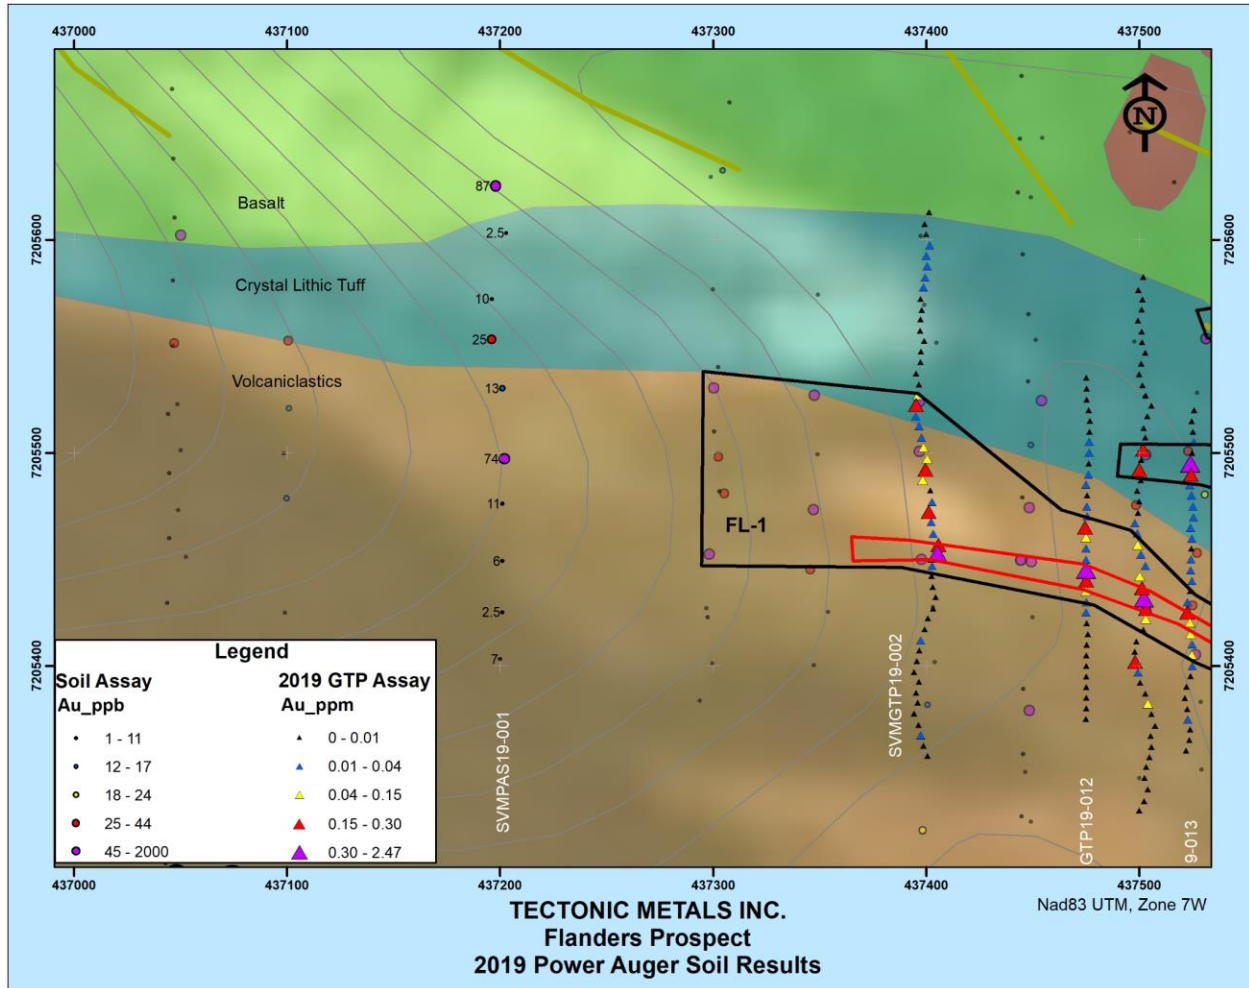 437000 437100 437200 437300 437400 437500
7205600
7205500
7205400
7205600
7205500
7205400
N
Basalt
Crystal Lithic Tuff
Volcaniclastics
87
2.5
10
25
13
74
11
6
2.5
7
FL-1
SVMPAS19-001
SVMGTP19-002
GTP19-012
9-013
Legend
Soil Assay 2019 GTP Assay
Au_ppb Au_ppm
1 - 11 0 - 0.01
12 - 17 0.01 - 0.04
18 - 24 0.04 - 0.15
25 - 44 0.15 - 0.30
45 - 2000 0.30 - 2.47
437000 437100 437200 437300 437400 437500
TECTONIC METALS INC.
Flanders Prospect
2019 Power Auger Soil Results
Nad83 UTM, Zone 7W